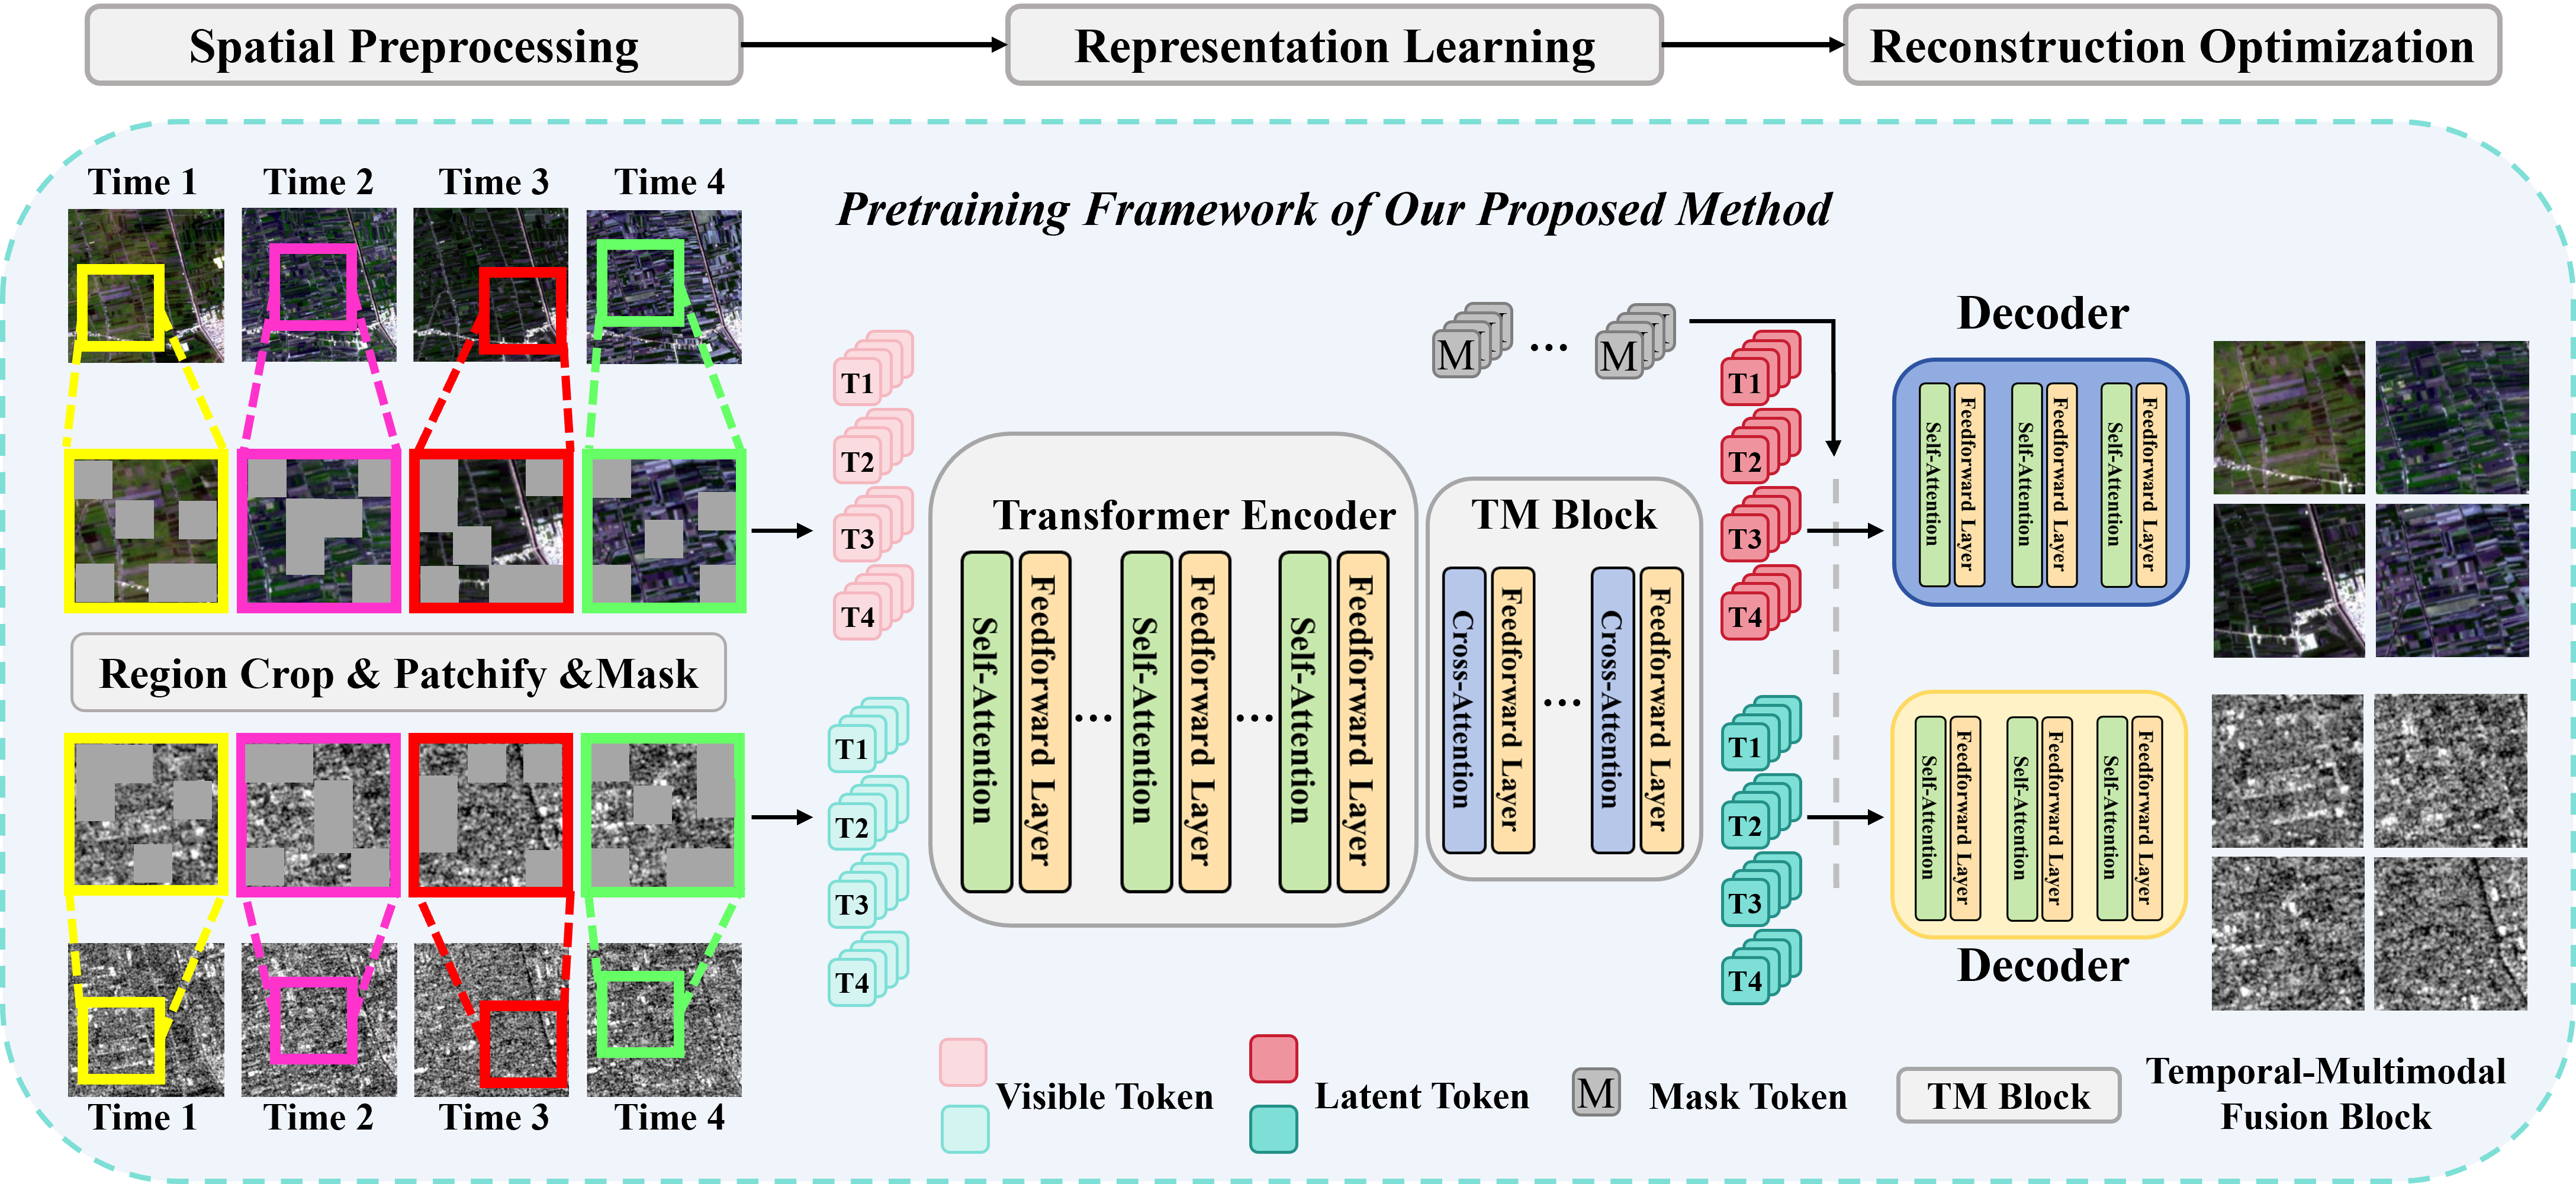 Spatial Preprocessing
Representation Learning
Reconstruction Optimization
Time 1
Time 2
Time 3
Time 4
Pretraining Framework of Our Proposed Method
Region Crop & Patchify &Mask
Time 1
Time 2
Time 3
Time 4
T1
T2
T3
T4
T1
T2
T3
T4
Transformer Encoder
Self-Attention
Feedforward Layer
...
Self-Attention
Feedforward Layer
...
Self-Attention
Feedforward Layer
TM Block
Cross-Attention
Feedforward Layer
...
Cross-Attention
Feedforward Layer
M
...
M
T1
T2
T3
T4
T1
T2
T3
T4
Decoder
Self-Attention
Feedforward Layer
Self-Attention
Feedforward Layer
Self-Attention
Feedforward Layer
Self-Attention
Feedforward Layer
Self-Attention
Feedforward Layer
Self-Attention
Feedforward Layer
Decoder
Visible Token
Latent Token
M
Mask Token
TM Block
Temporal-Multimodal
Fusion Block